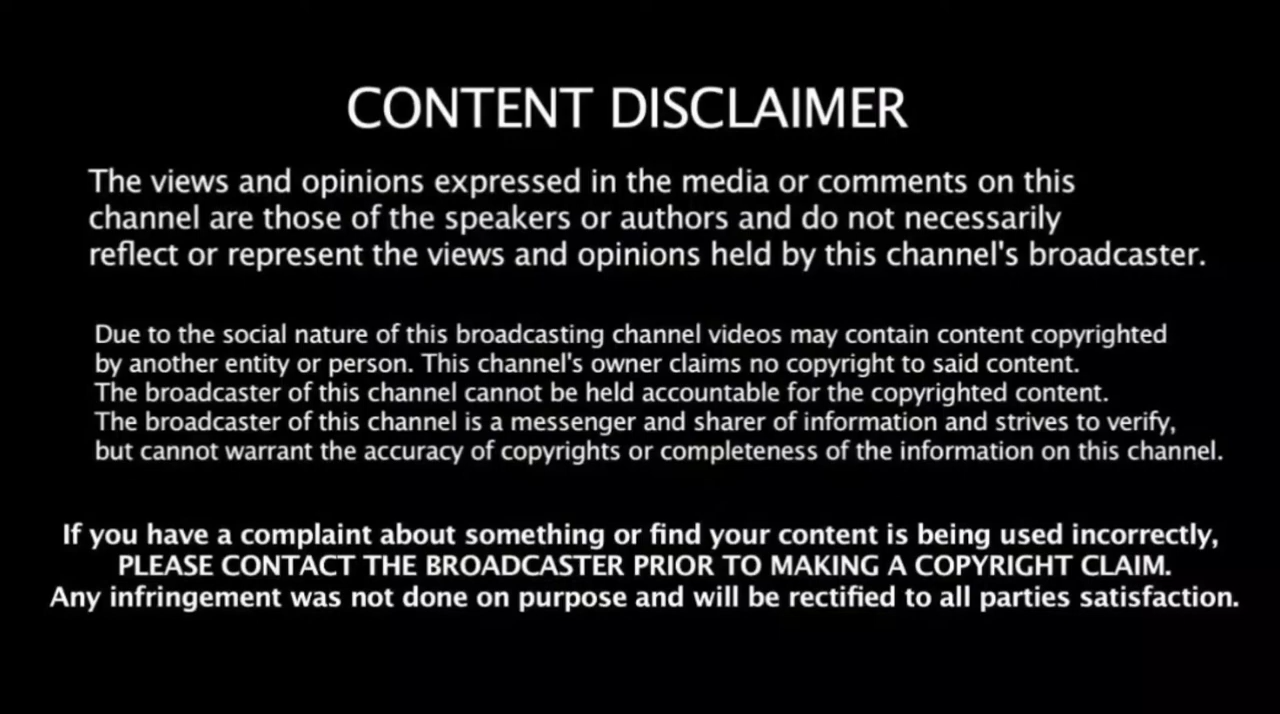 CONTENT DISCLAIMER
The views and opinions expressed in the media or comments on this
channel are those of the speakers or authors and do not necessarily
reflect or represent the views and opinions held by this channel's broadcaster.
Due to the social nature of this broadcasting channel videos may contain content copyrighted
by another entity or person. This channel's owner claims no copyright to said content.
The broadcaster of this channel cannot be held accountable for the copyrighted content.
The broadcaster of this channel is a messenger and sharer of information and strives to verify,
but cannot warrant the accuracy of copyrights or completeness of the information on this channel.
If you have a complaint about something or find your content is being used incorrectly,
PLEASE CONTACT THE BROADCASTER PRIOR TO MAKING A COPYRIGHT CLAIM.
Any infringement was not done on purpose and will be rectified to all parties satisfaction.